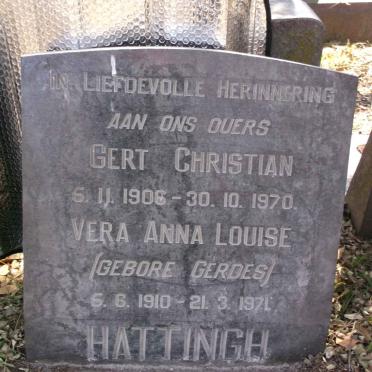 In Liefdevolle Herinnering
aan ons ouers
Gert Christian
5.11.1906 - 30.10.1970.
Vera Anna Louise
(gebore Gerdes)
6.6.1910 - 21.3.1971.
Hattingh